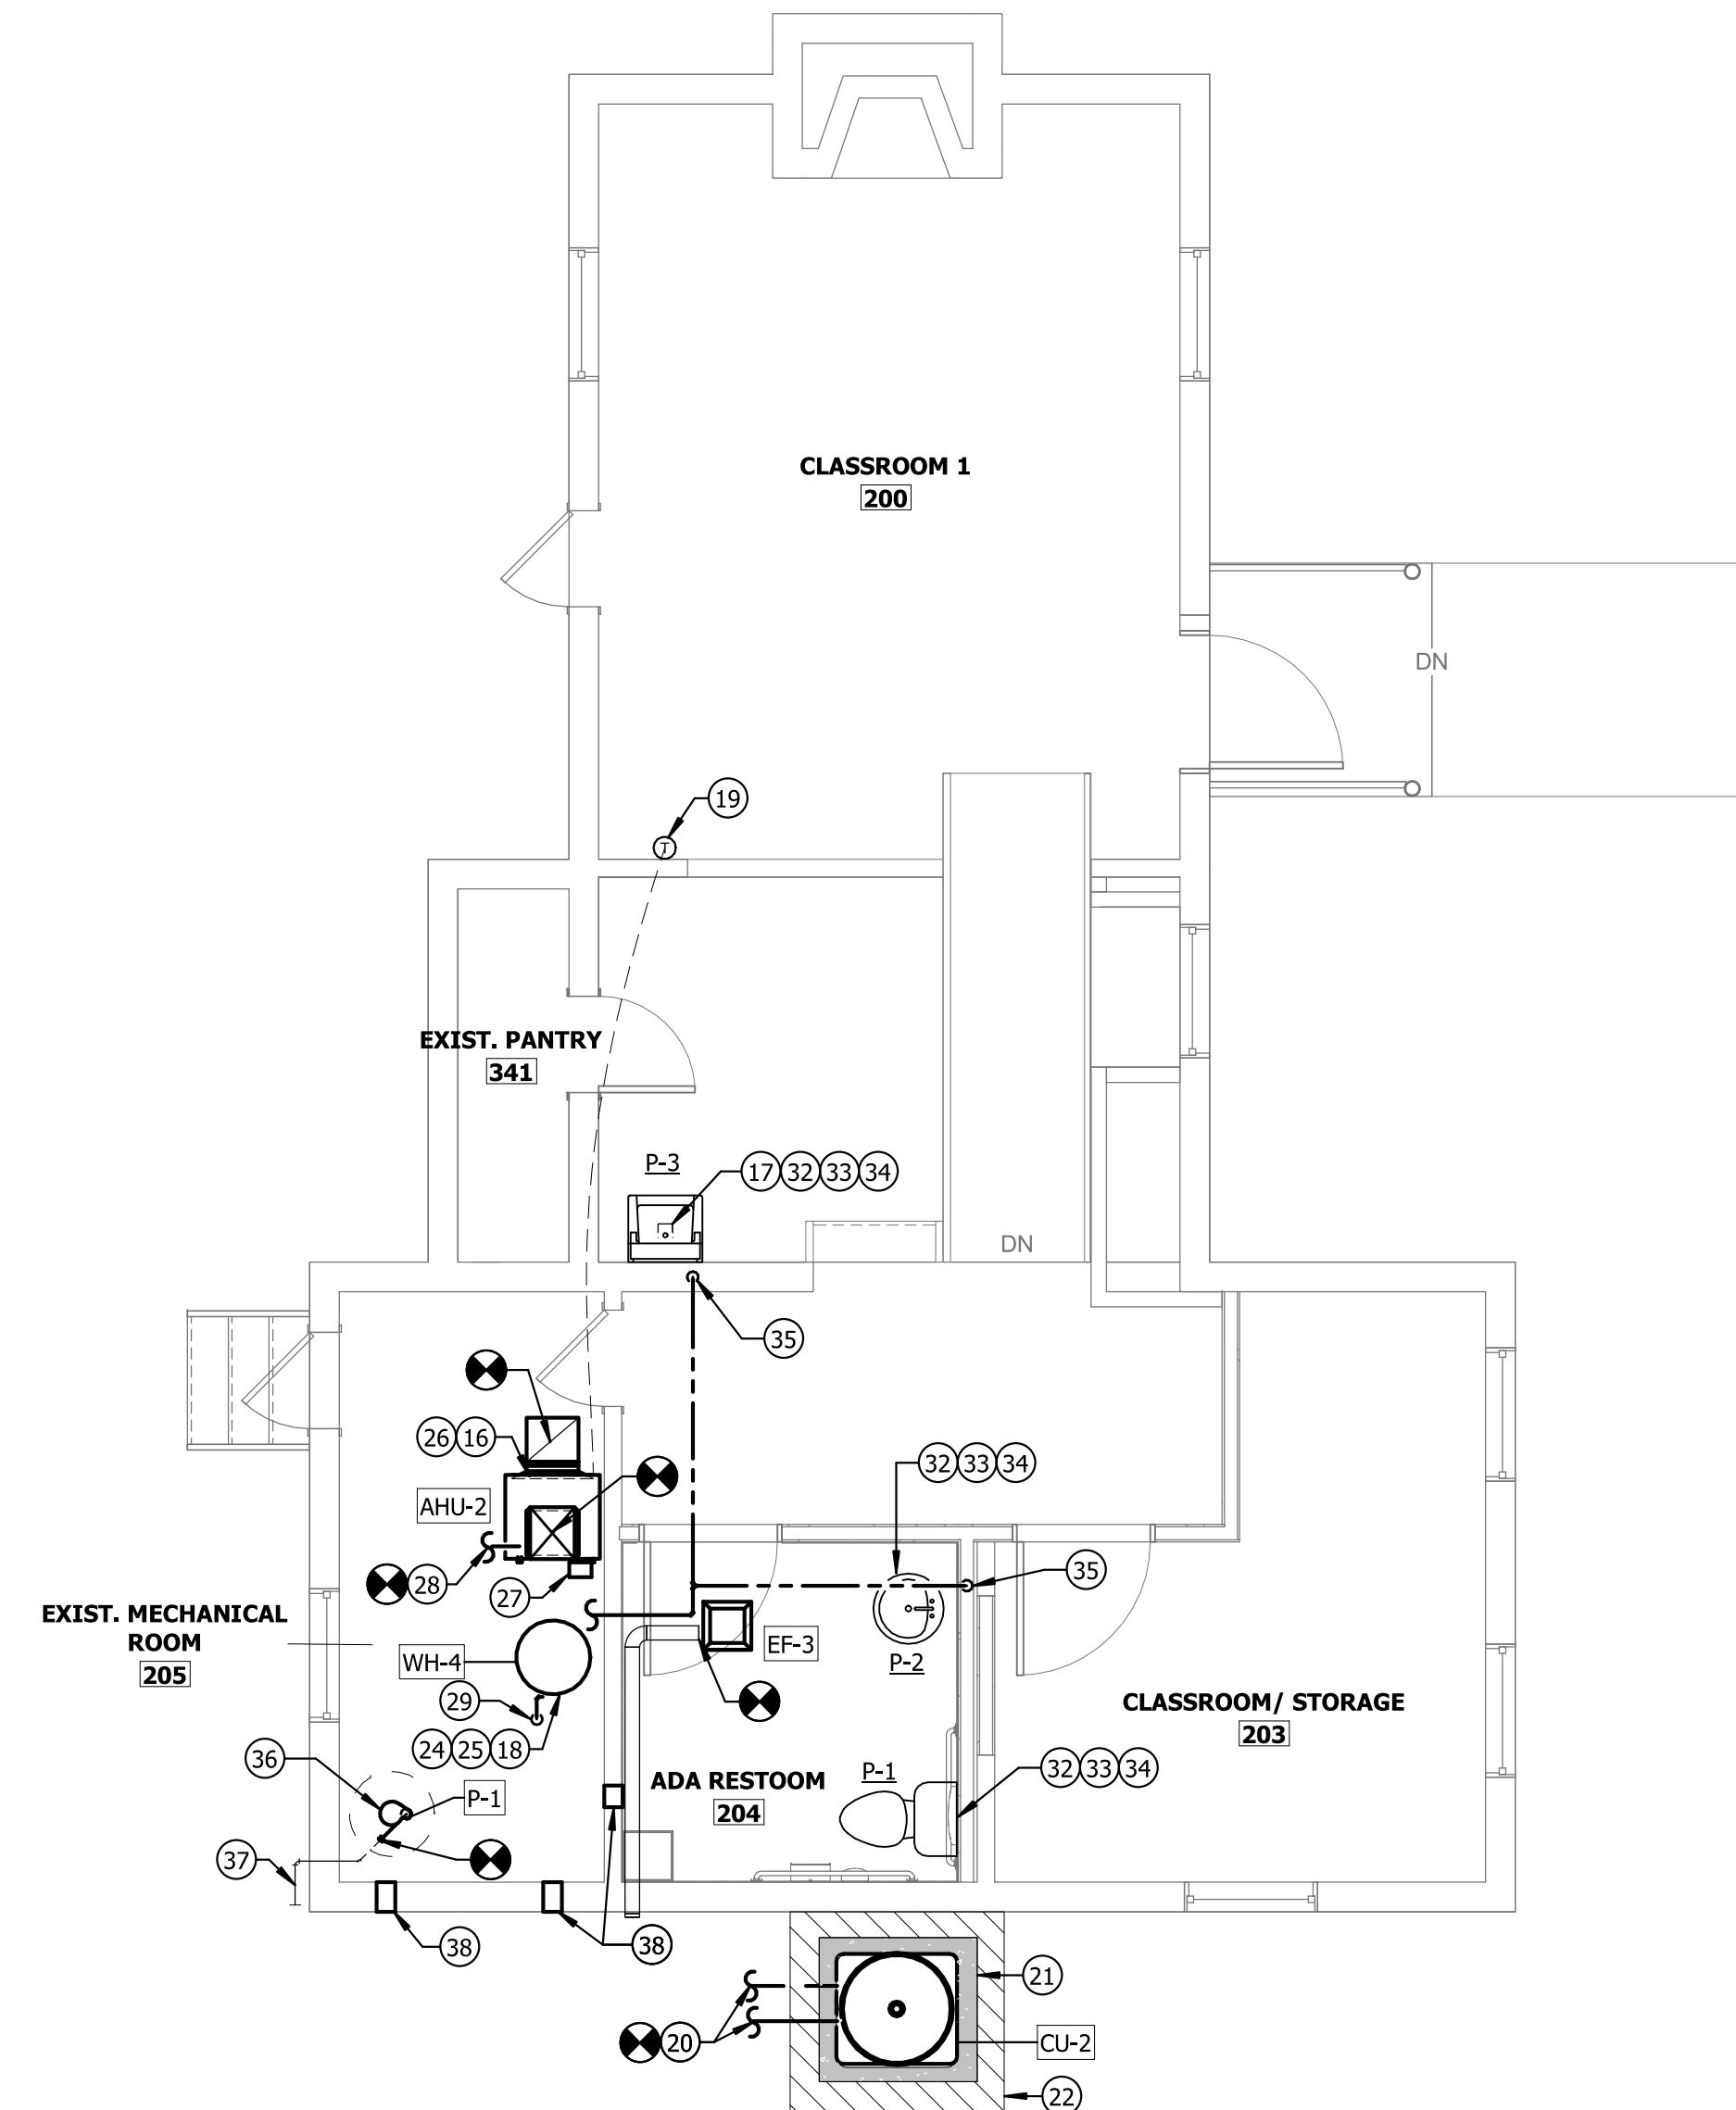 CLASSROOM 1
200
DN
19
EXIST. PANTRY
341
P-3
17 32 33 34
DN
35
26 16
32 33 34
AHU-2
28
27
35
EXIST. MECHANICAL
ROOM
205
WH-4
EF-3
P-2
29
24 25 18
CLASSROOM/ STORAGE
203
36
P-1
ADA RESTOOM
204
P-1
32 33 34
37
38
38
21
20
CU-2
22
T